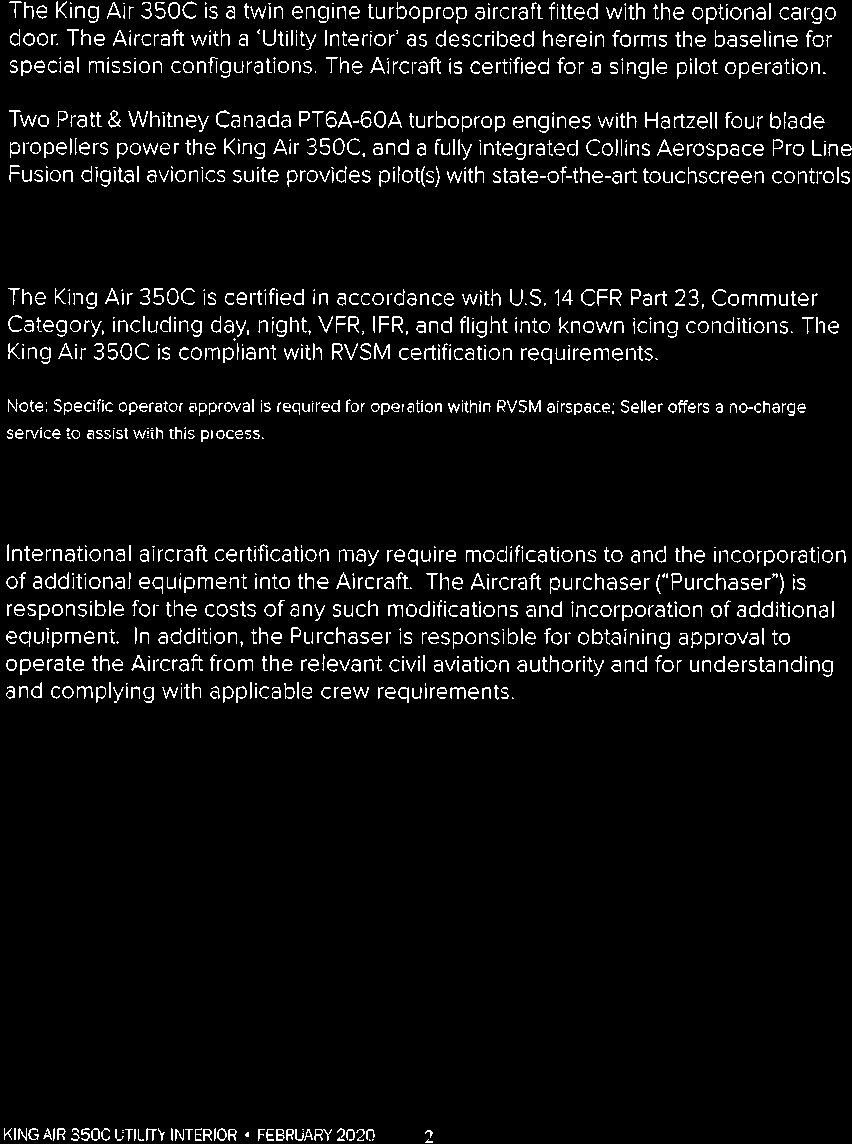 The King Air 350C is a twin engine turboprop aircraft fitted with the optional cargo
door. The Aircraft with a ‘Utility Interior’ as described herein forms the baseline for
special mission configurations. The Aircraft is certified for a single pilot operation.
Two Pratt & Whitney Canada PT6A-60A turboprop engines with Hartzell four blade
propellers power the King Air 350C, and a fully integrated Collins Aerospace Pro Line
Fusion digital avionics suite provides pilot(s) with state-of-the-art touchscreen controls
The King Air 350C is certified in accordance with U.S. 14 CFR Part 23, Commuter
Category, including day, night, VFR, IFR, and flight into known icing conditions. The
King Air 350C is compliant with RVSM certification requirements.
Note: Specific operator approval is required for operation within RVSM airspace; Seller offers a no-charge
service to assist with this process.
International aircraft certification may require modifications to and the incorporation
of additional equipment into the Aircraft. The Aircraft purchaser (“Purchaser”) is
responsible for the costs of any such modifications and incorporation of additional
equipment. In addition, the Purchaser is responsible for obtaining approval to
operate the Aircraft from the relevant civil aviation authority and for understanding
and complying with applicable crew requirements.
KING AIR 350C UTILITY INTERIOR • FEBRUARY 2020 2